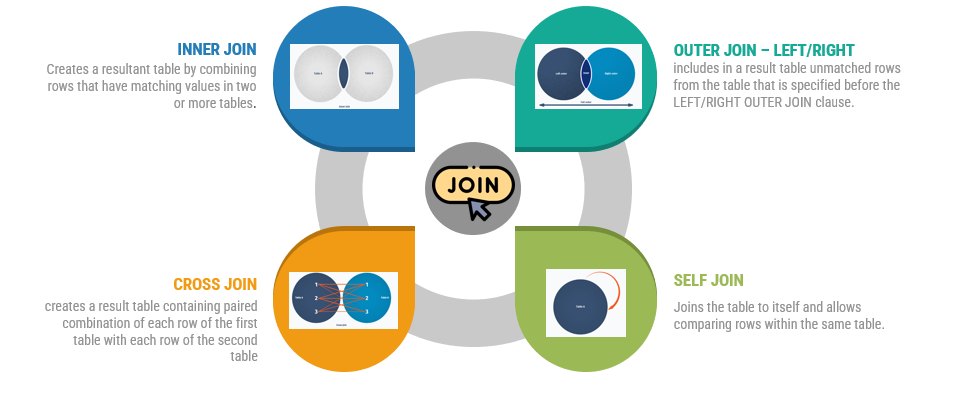 INNER JOIN
Creates a resultant table by combining
rows that have matching values in two
or more tables.
OUTER JOIN – LEFT/RIGHT
includes in a result table unmatched rows
from the table that is specified before the
LEFT/RIGHT OUTER JOIN clause.
JOIN
CROSS JOIN
creates a result table containing paired
combination of each row of the first
table with each row of the second
table
1 1
2 2
3 3
SELF JOIN
Joins the table to itself and allows
comparing rows within the same table.